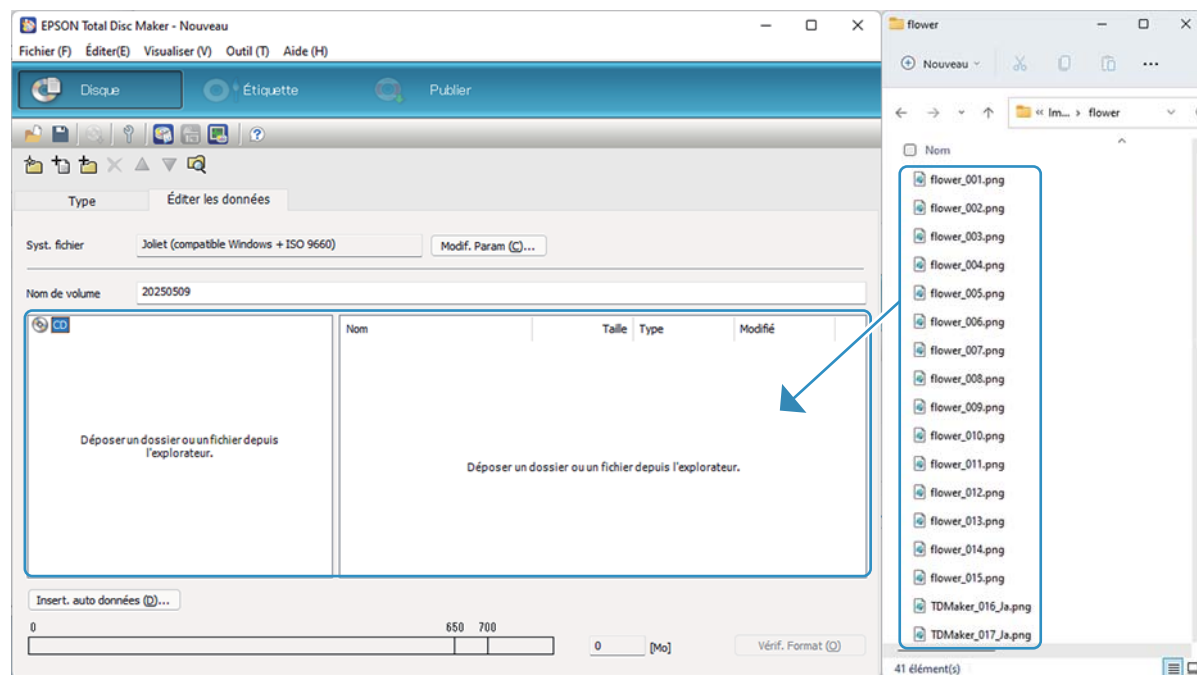 EPSON Total Disc Maker - Nouveau
Fichier (F) Éditer(E) Visualiser (V) Outil (T) Aide (H)
Disque Étiquette Publier
Type Éditer les données
Syst. fichier Joliet (compatible Windows + ISO 9660) Modif. Param (C)...
Nom de volume 20250509
CD
Nom Taille Type Modifié
Déposer un dossier ou un fichier depuis
l'explorateur.
Déposer un dossier ou un fichier depuis l'explorateur.
Insert. auto données (D)...
0 650 700
0 [Mo] Vérif. Format (O)
flower
Nouveau
« Im... › flower
Nom
flower_001.png
flower_002.png
flower_003.png
flower_004.png
flower_005.png
flower_006.png
flower_007.png
flower_008.png
flower_009.png
flower_010.png
flower_011.png
flower_012.png
flower_013.png
flower_014.png
flower_015.png
TDMaker_016_Ja.png
TDMaker_017_Ja.png
41 élément(s)